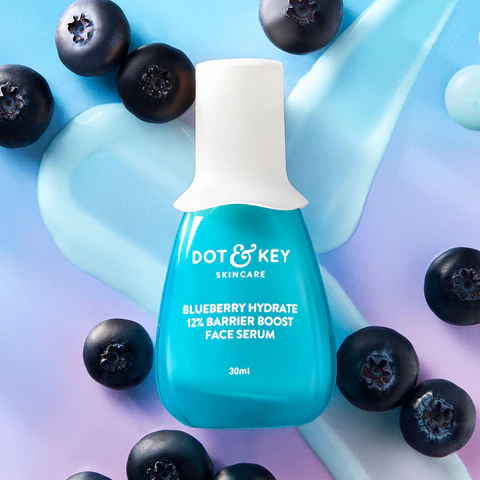 DOT & KEY
SKINCARE
BLUEBERRY HYDRATE
12% BARRIER BOOST
FACE SERUM
30ml